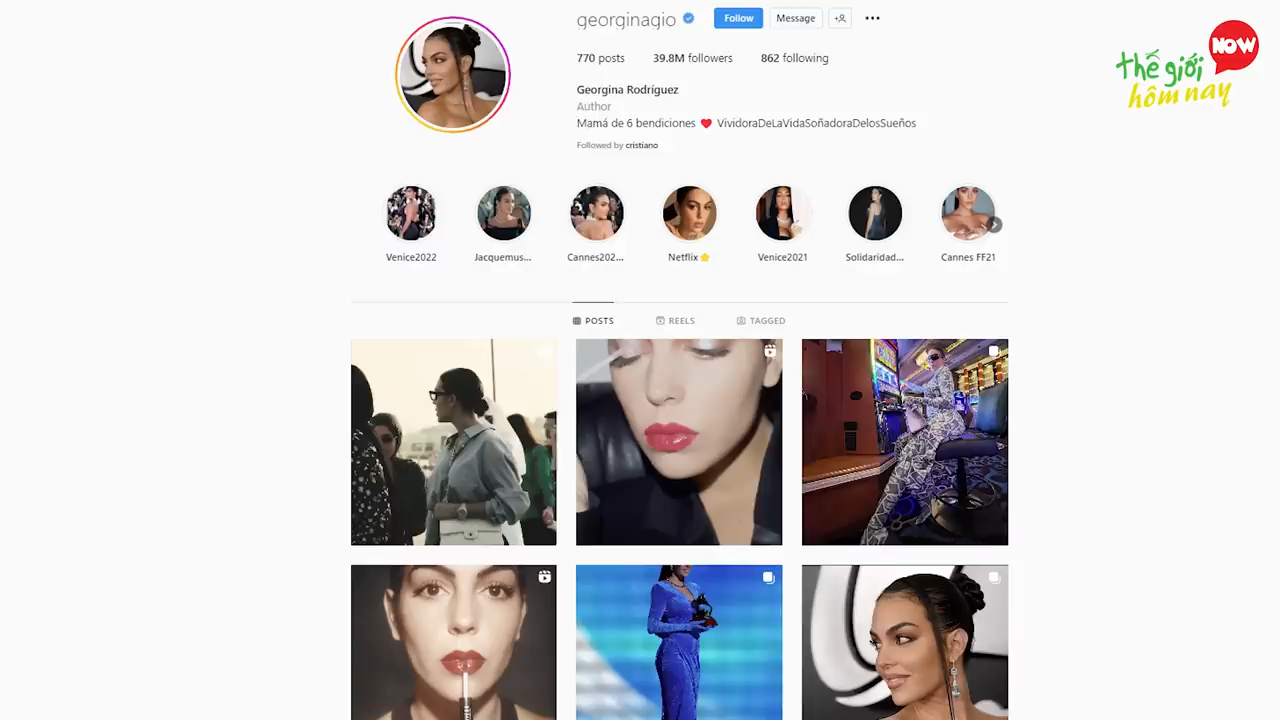 georginagio
Follow
Message
770 posts
39.8M followers
862 following
Georgina Rodríguez
Author
Mamá de 6 bendiciones ❤️ VividoraDeLaVidaSoñadoraDelosSueños
Followed by cristiano
thế giới
NOW
hôm nay
Venice2022
Jacquemus...
Cannes202...
Netflix ⭐
Venice2021
Solidaridad...
Cannes FF21
POSTS
REELS
TAGGED